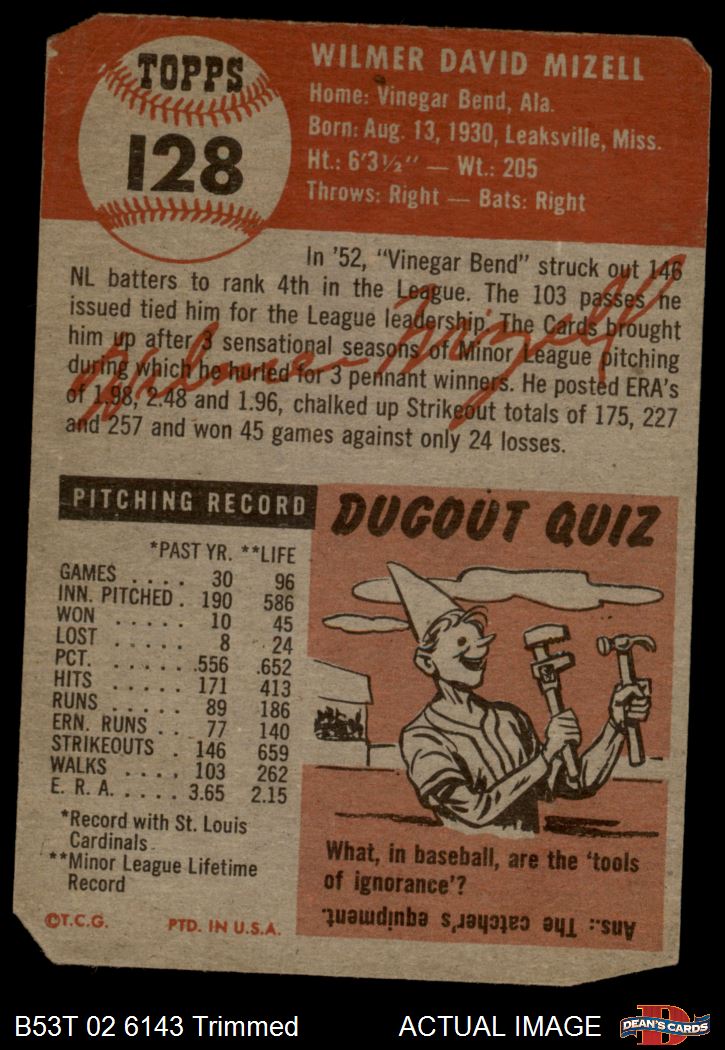 TOPPS
128
WILMER DAVID MIZELL
Home: Vinegar Bend, Ala.
Born: Aug. 13, 1930, Leaksville, Miss.
Ht.: 6'3½" — Wt.: 205
Throws: Right — Bats: Right
In '52, "Vinegar Bend" struck out 146
NL batters to rank 4th in the League. The 103 passes he
issued tied him for the League leadership. The Cards brought
him up after 3 sensational seasons of Minor League pitching
during which he hurled for 3 pennant winners. He posted ERA's
of 1.98, 2.48 and 1.96, chalked up Strikeout totals of 175, 227
and 257 and won 45 games against only 24 losses.
Wilmer Mizell
PITCHING RECORD
*PAST YR. **LIFE
GAMES .... 30 96
INN. PITCHED . 190 586
WON ..... 10 45
LOST ..... 8 24
PCT. ..... .556 .652
HITS ..... 171 413
RUNS ..... 89 186
ERN. RUNS ... 77 140
STRIKEOUTS . 146 659
WALKS .... 103 262
E. R. A. ..... 3.65 2.15
*Record with St. Louis
Cardinals
**Minor League Lifetime
Record
©T.C.G. PTD. IN U.S.A.
DUGOUT QUIZ
What, in baseball, are the 'tools
of ignorance'?
Ans.: The catcher's equipment.
B53T 02 6143 Trimmed ACTUAL IMAGE
DEAN'S CARDS